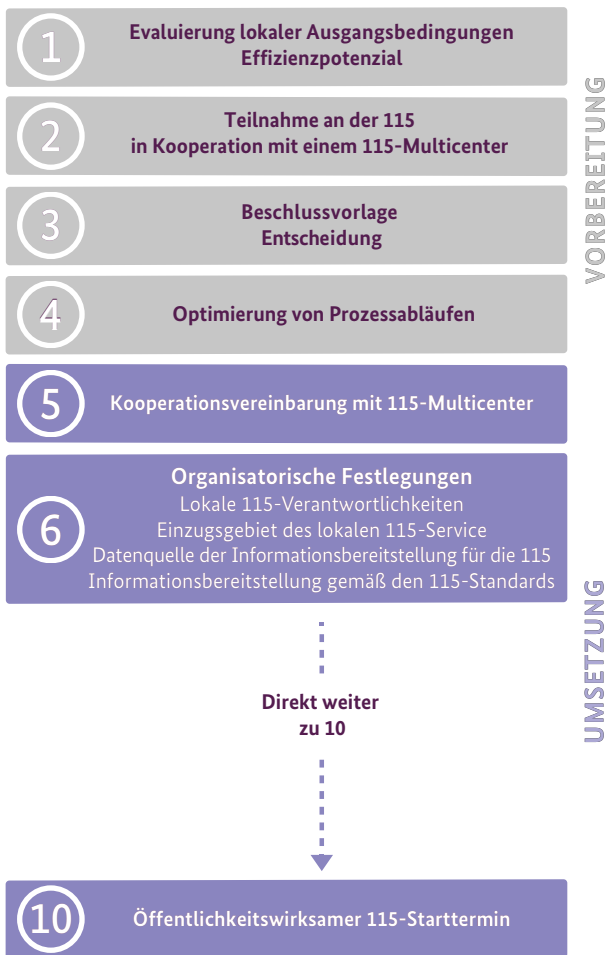 1
Evaluierung lokaler Ausgangsbedingungen
Effizienzpotenzial
2
Teilnahme an der 115
in Kooperation mit einem 115-Multicenter
3
Beschlussvorlage
Entscheidung
4
Optimierung von Prozessabläufen
VORBEREITUNG
5
Kooperationsvereinbarung mit 115-Multicenter
6
Organisatorische Festlegungen
Lokale 115-Verantwortlichkeiten
Einzugsgebiet des lokalen 115-Service
Datenquelle der Informationsbereitstellung für die 115
Informationsbereitstellung gemäß den 115-Standards
Direkt weiter
zu 10
10
Öffentlichkeitswirksamer 115-Starttermin
UMSETZUNG